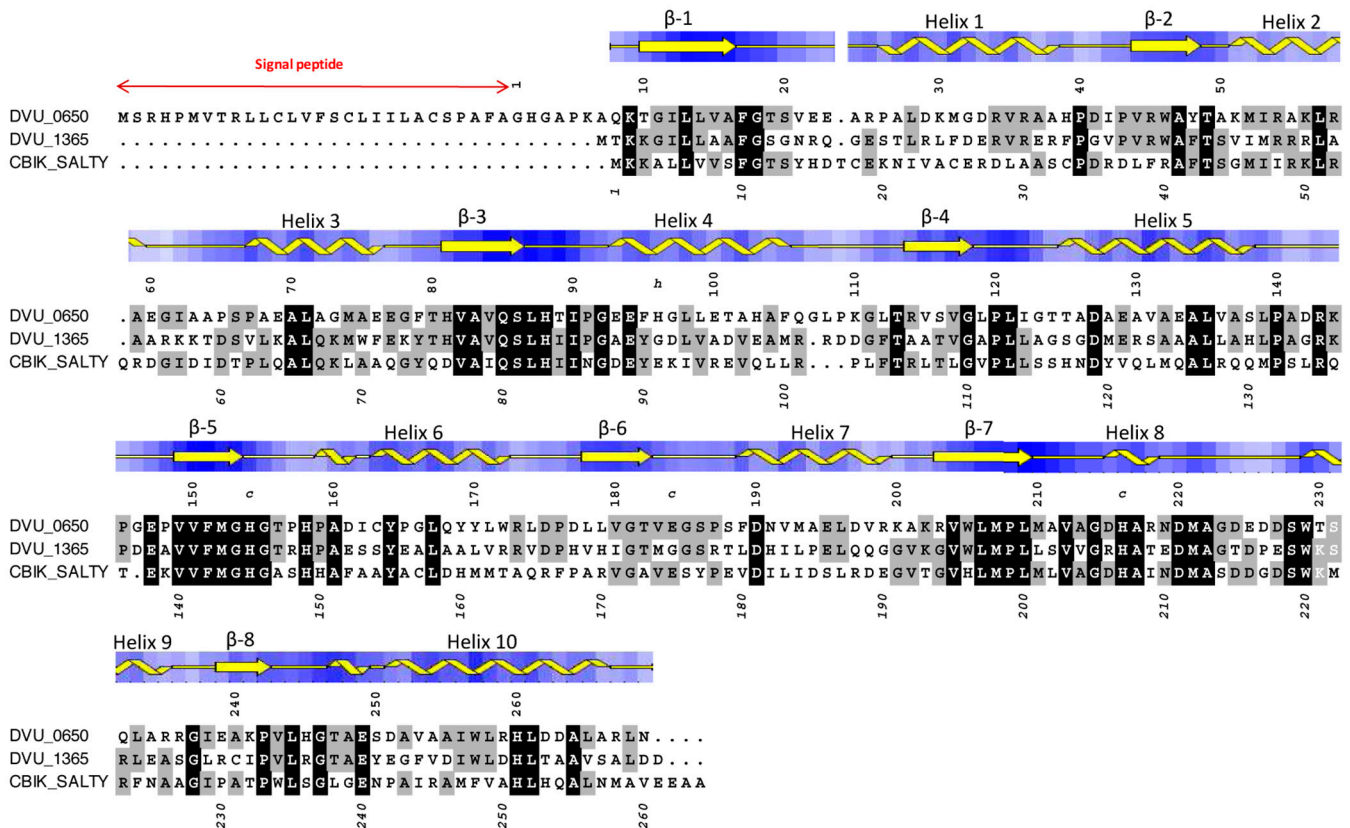 β-1 Helix 1 β-2 Helix 2
Signal peptide
1 10 20 30 40 50
DVU_0650 MSRHPMVTRLLCLVFSCLIILACSPAFAGHGAPKAQKTGILLVAFGTSVEE.ARPALDKMGDRVRAAHPDIPVRWAYTAKMIRAKLR
DVU_1365 ..................................MTKKGILLAAFGSGNRQ.GESTLRLFDERVRERFPGVPVRWAFTSVIMRRRLA
CBIK_SALTY ..................................MKKALLVVSFGTSYHDTCEKNIVACERDLAASCPDRDLFRAFTSGMIIRKLR
1 10 20 30 40 50
Helix 3 β-3 Helix 4 β-4 Helix 5
60 70 80 90 h 100 110 120 130 140
DVU_0650 .AEGIAAPSPAEALAGMAEEGFTHVAVQSLHTIPGEEFHGLLETAHAFQGLPKGLTRVSVGLPLIGTTADAEAVAEALVASLPADRK
DVU_1365 .AARKKTDSVLKALQKMWFEKYTHVAVQSLHIIPGAEYGDLVADVEAMR.RDDGFTAATVGAPLLAGSGDMERSAAALLAHLPAGRK
CBIK_SALTY QRDGIDIDTPLQALQKLAAQGYQDVAIQSLHIINGDEYEKIVREVQLLR...PLFTRLTLGVPLLSSHNDYVQLMQALRQQMPSLRQ
60 70 80 90 100 110 120 130
β-5 Helix 6 β-6 Helix 7 β-7 Helix 8
150 c 160 170 180 c 190 200 210 c 220 230
DVU_0650 PGEPVVFMGHGTPHPADICYPGLQYYLWRLDPDLLVGTVEGSPSFDNVMAELDVRKAKRVWLMPLMAVAGDHARNDMAGDEDDSWTS
DVU_1365 PDEAVVFMGHGTRHPAESSYEALAALVRRVDPHVHIGTMGGSRTLDHILPELQQGGVKGVWLMPLLSVVGRHATEDMAGTDPESWKS
CBIK_SALTY T.EKVVFMGHGASHHAFAAYACLDHMMTAQRFPARVGAVESYPEVDILIDSLRDEGVTGVHLMPLMLVAGDHAINDMASDDGDSWKM
140 150 160 170 180 190 200 210 220
Helix 9 β-8 Helix 10
240 250 260
DVU_0650 QLARRGIEAKPVLHGTAESDAVAAIWLRHLDDALARLN....
DVU_1365 RLEASGLRCIPVLRGTAEYEGFVDIWLDHLTAAVSALDD...
CBIK_SALTY RFNAAGIPATPWLSGLGENPAIRAMFVAHLHQALNMAVEEAA
230 240 250 260